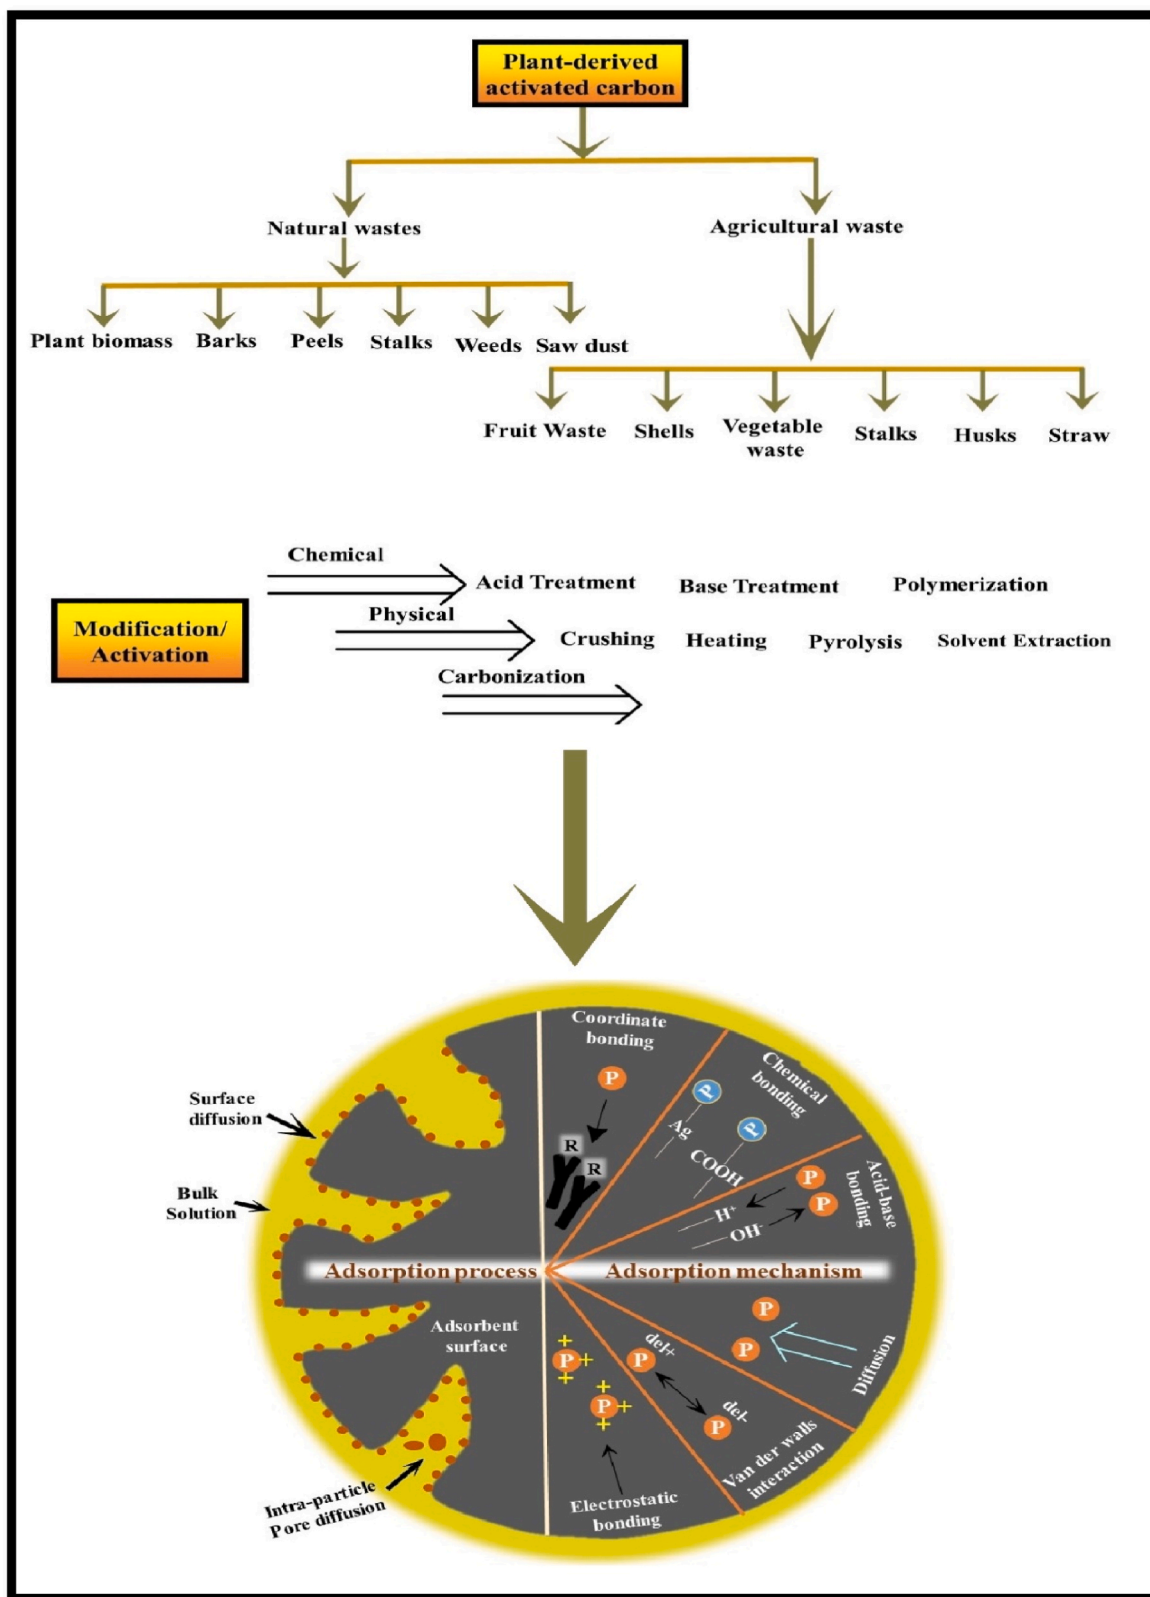 Plant-derived
activated carbon
Natural wastes
Agricultural waste
Plant biomass Barks Peels Stalks Weeds Saw dust
Fruit Waste Shells Vegetable waste Stalks Husks Straw
Chemical
Acid Treatment Base Treatment Polymerization
Modification/
Activation
Physical
Crushing Heating Pyrolysis Solvent Extraction
Carbonization
Coordinate
bonding
P
R
R
Chemical
bonding
P
P
Ag
COOH
Acid-base
bonding
P
P
H⁺
OH⁻
Surface
diffusion
Bulk
Solution
Adsorption process
Adsorption mechanism
Adsorbent
surface
P
P
Diffusion
del+
P
P
del-
Van der walls
interaction
+
P +
+
+
P +
+
Electrostatic
bonding
Intra-particle
Pore diffusion